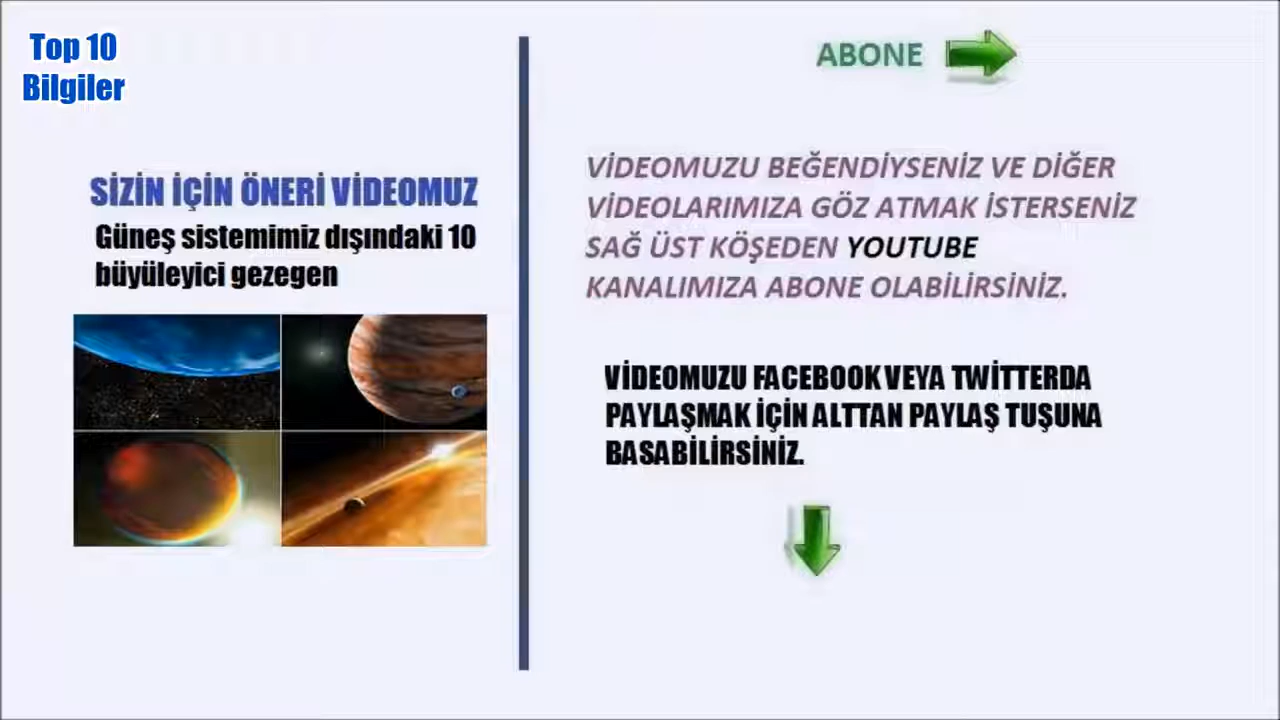 Top 10
Bilgiler
SİZİN İÇİN ÖNERİ VİDEOMUZ
Güneş sistemimiz dışındaki 10
büyüleyici gezegen
ABONE
VİDEOMUZU BEĞENDİYSENİZ VE DİĞER
VİDEOLARIMIZA GÖZ ATMAK İSTERSENİZ
SAĞ ÜST KÖŞEDEN YOUTUBE
KANALIMIZA ABONE OLABİLİRSİNİZ.
VİDEOMUZU FACEBOOK VEYA TWİTTERDA
PAYLAŞMAK İÇİN ALTTAN PAYLAŞ TUŞUNA
BASABİLİRSİNİZ.